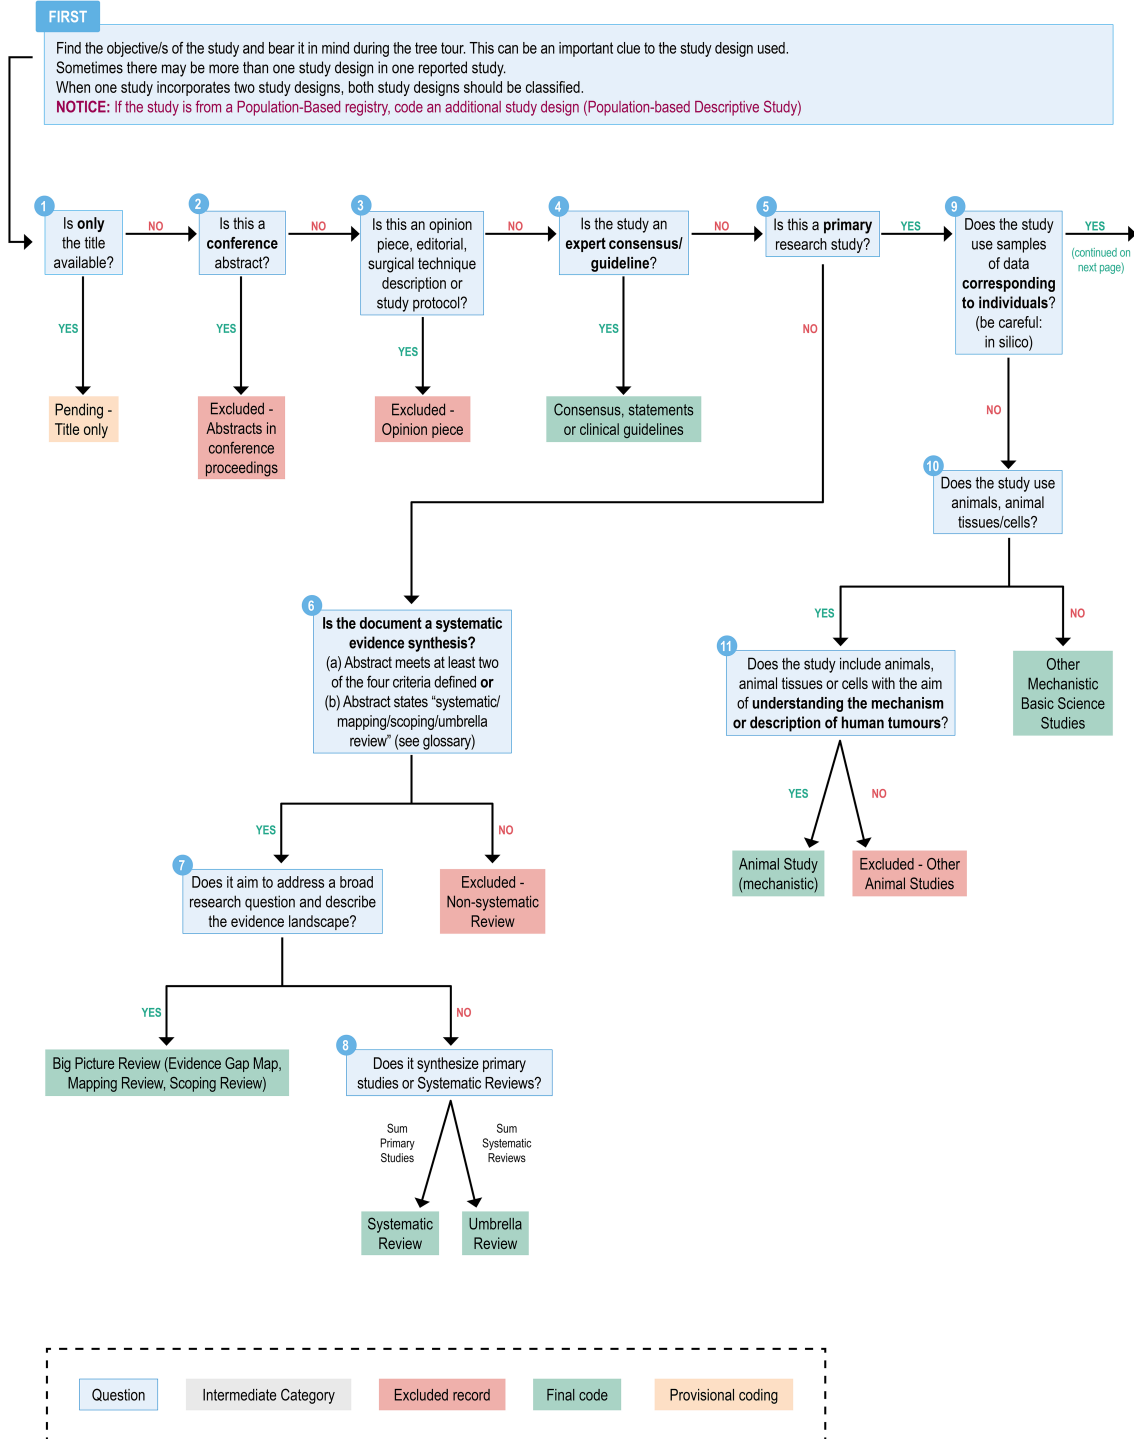 FIRST
Find the objective/s of the study and bear it in mind during the tree tour. This can be an important clue to the study design used.
Sometimes there may be more than one study design in one reported study.
When one study incorporates two study designs, both study designs should be classified.
NOTICE: If the study is from a Population-Based registry, code an additional study design (Population-based Descriptive Study)
1
Is only
the title
available?
NO
2
Is this a
conference
abstract?
NO
3
Is this an opinion
piece, editorial,
surgical technique
description or
study protocol?
NO
4
Is the study an
expert consensus/
guideline?
NO
5
Is this a primary
research study?
YES
9
Does the study
use samples
of data
corresponding
to individuals?
(be careful:
in silico)
YES
(continued on
next page)
YES
Pending -
Title only
YES
Excluded -
Abstracts in
conference
proceedings
YES
Excluded -
Opinion piece
YES
Consensus, statements
or clinical guidelines
NO
NO
10
Does the study use
animals, animal
tissues/cells?
6
Is the document a systematic
evidence synthesis?
(a) Abstract meets at least two
of the four criteria defined or
(b) Abstract states “systematic/
mapping/scoping/umbrella
review” (see glossary)
YES
NO
11
Does the study include animals,
animal tissues or cells with the aim
of understanding the mechanism
or description of human tumours?
Other
Mechanistic
Basic Science
Studies
YES
NO
Animal Study
(mechanistic)
Excluded - Other
Animal Studies
YES
NO
7
Does it aim to address a broad
research question and describe
the evidence landscape?
Excluded -
Non-systematic
Review
YES
NO
Big Picture Review (Evidence Gap Map,
Mapping Review, Scoping Review)
8
Does it synthesize primary
studies or Systematic Reviews?
Sum
Primary
Studies
Sum
Systematic
Reviews
Systematic
Review
Umbrella
Review
Question
Intermediate Category
Excluded record
Final code
Provisional coding